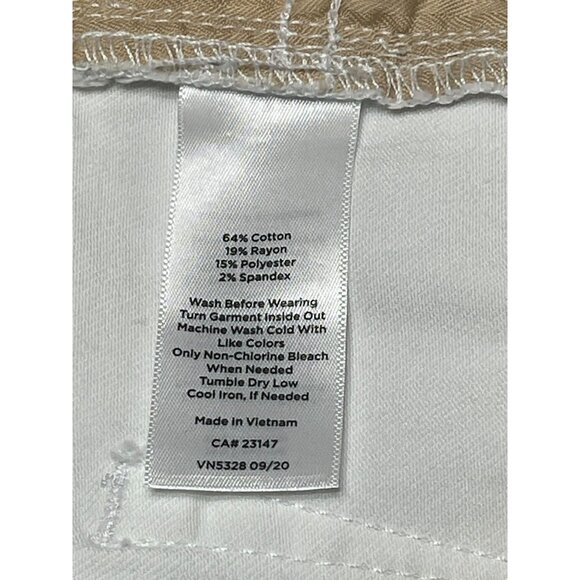 64% Cotton
19% Rayon
15% Polyester
2% Spandex
Wash Before Wearing
Turn Garment Inside Out
Machine Wash Cold With
Like Colors
Only Non-Chlorine Bleach
When Needed
Tumble Dry Low
Cool Iron, If Needed
Made in Vietnam
CA# 23147
VN5328 09/20